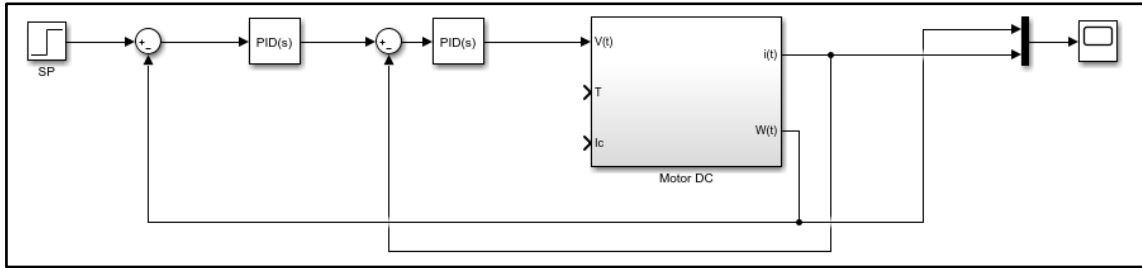 SP
+
−
PID(s)
+
−
PID(s)
V(t)
T
Ic
i(t)
W(t)
Motor DC